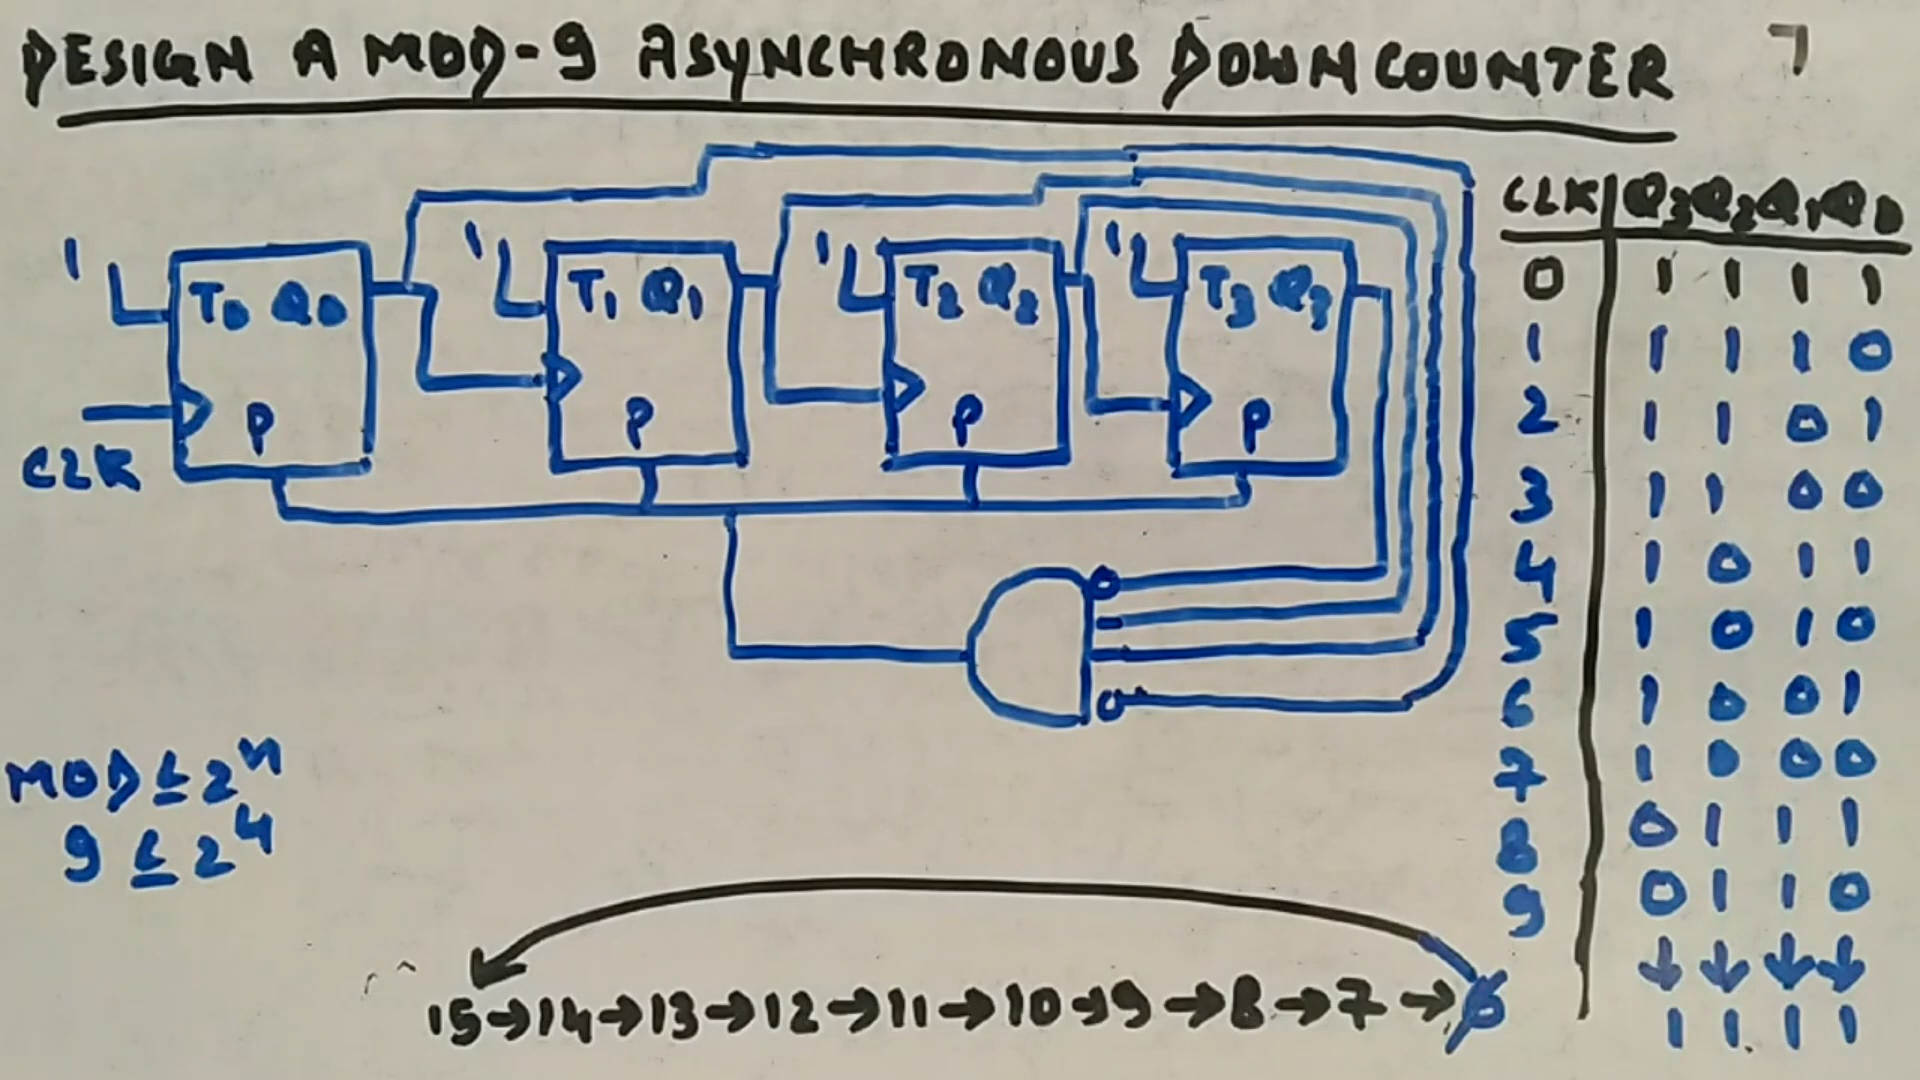 DESIGN A MOD-9 ASYNCHRONOUS DOWN COUNTER 7
1 T0 Q0 P CLK
1 T1 Q1 P
1 T2 Q2 P
1 T3 Q3 P
MOD ≤ 2^n
9 ≤ 2^4
15→14→13→12→11→10→9→8→7→6
CLK Q3 Q2 Q1 Q0
0 1 1 1 1
1 1 1 1 0
2 1 1 0 1
3 1 1 0 0
4 1 0 1 1
5 1 0 1 0
6 1 0 0 1
7 1 0 0 0
8 0 1 1 1
9 0 1 1 0
↓ ↓ ↓ ↓
1 1 1 1